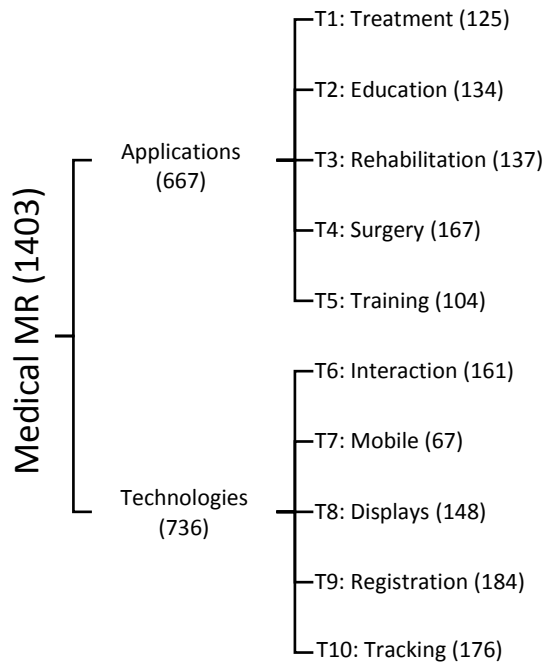 Medical MR (1403)
Applications
(667)
T1: Treatment (125)
T2: Education (134)
T3: Rehabilitation (137)
T4: Surgery (167)
T5: Training (104)
Technologies
(736)
T6: Interaction (161)
T7: Mobile (67)
T8: Displays (148)
T9: Registration (184)
T10: Tracking (176)